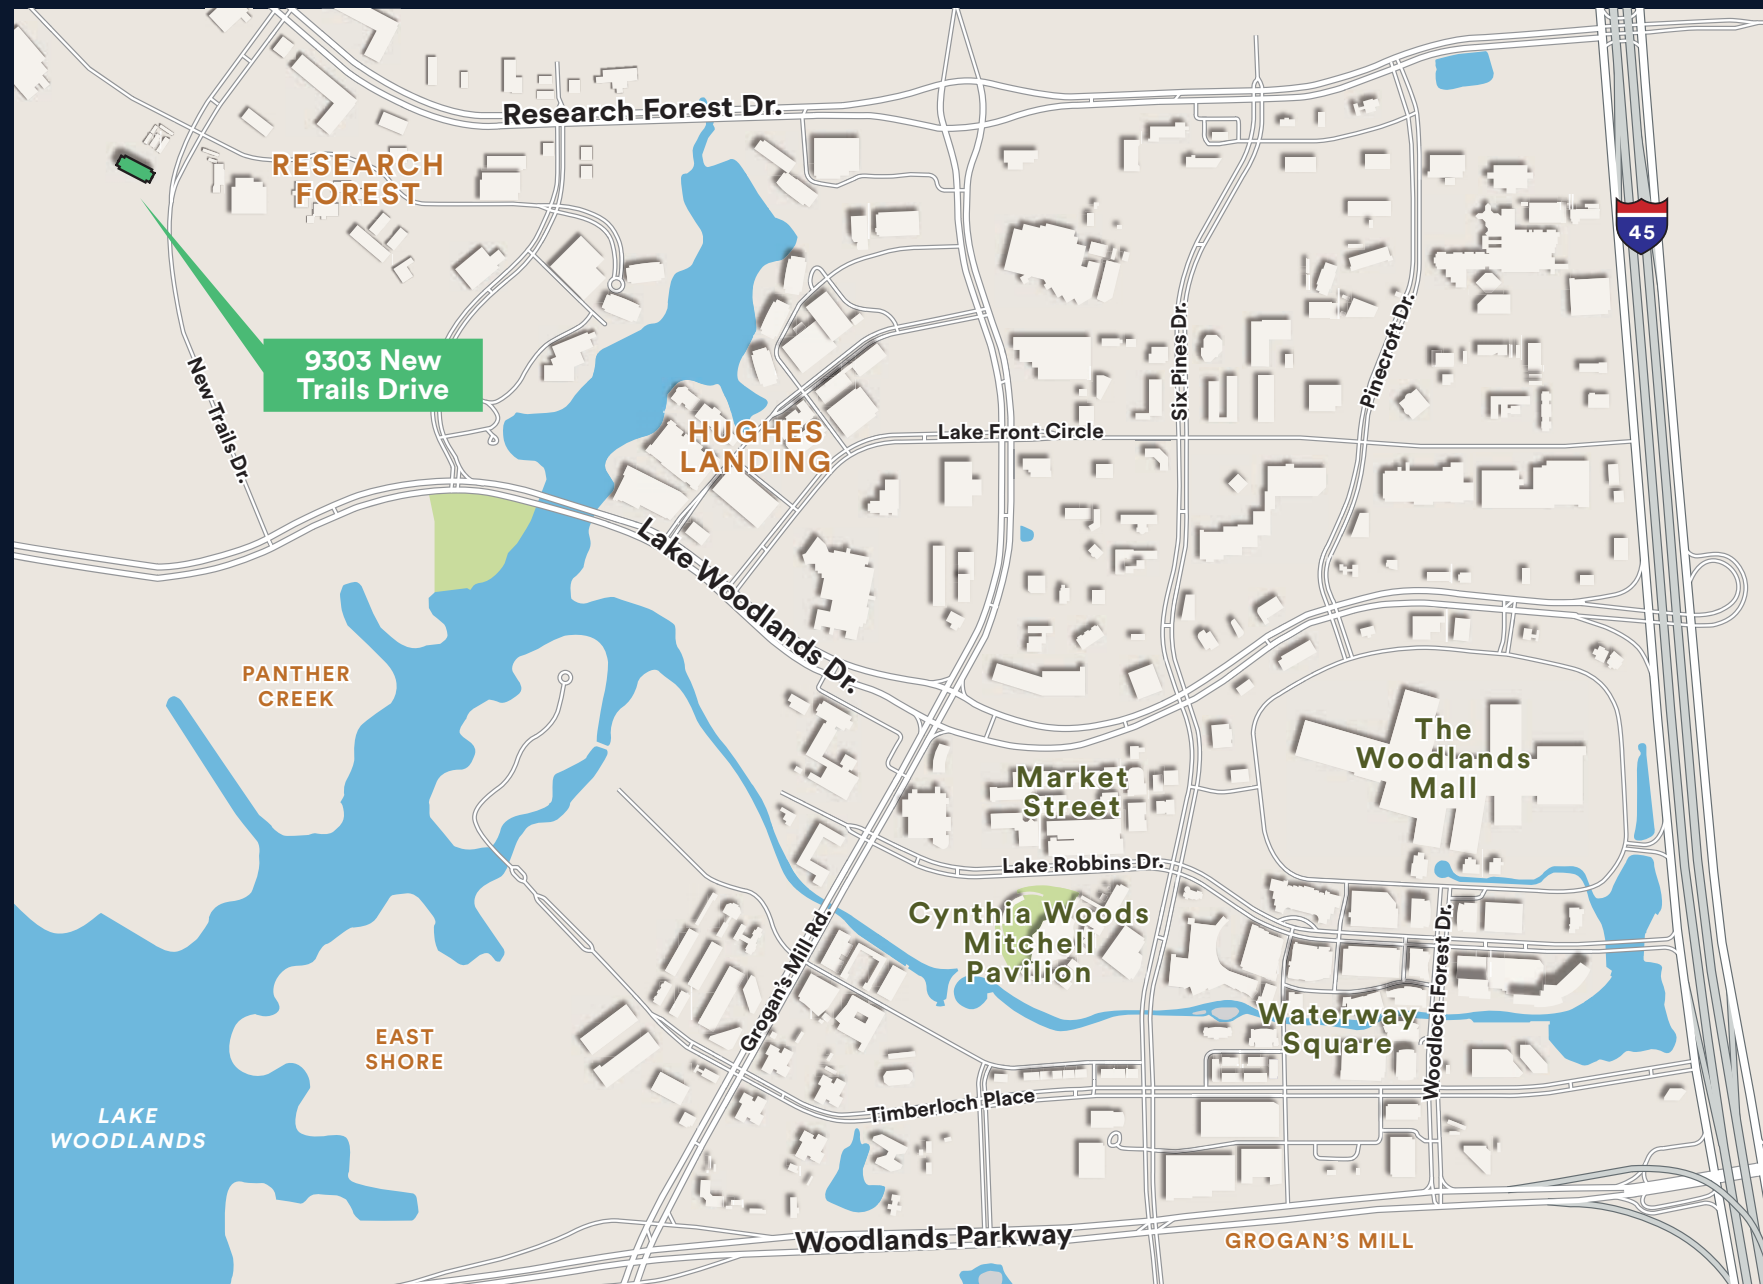 Research Forest Dr.
RESEARCH
FOREST
45
9303 New
Trails Drive
New Trails Dr.
Six Pines Dr.
Pinecroft Dr.
HUGHES
LANDING
Lake Front Circle
Lake Woodlands Dr.
PANTHER
CREEK
The
Woodlands
Mall
Market
Street
Lake Robbins Dr.
Cynthia Woods
Mitchell
Pavilion
Grogan's Mill Rd.
Woodloch Forest Dr.
Waterway
Square
EAST
SHORE
LAKE
WOODLANDS
Timberloch Place
Woodlands Parkway
GROGAN'S MILL